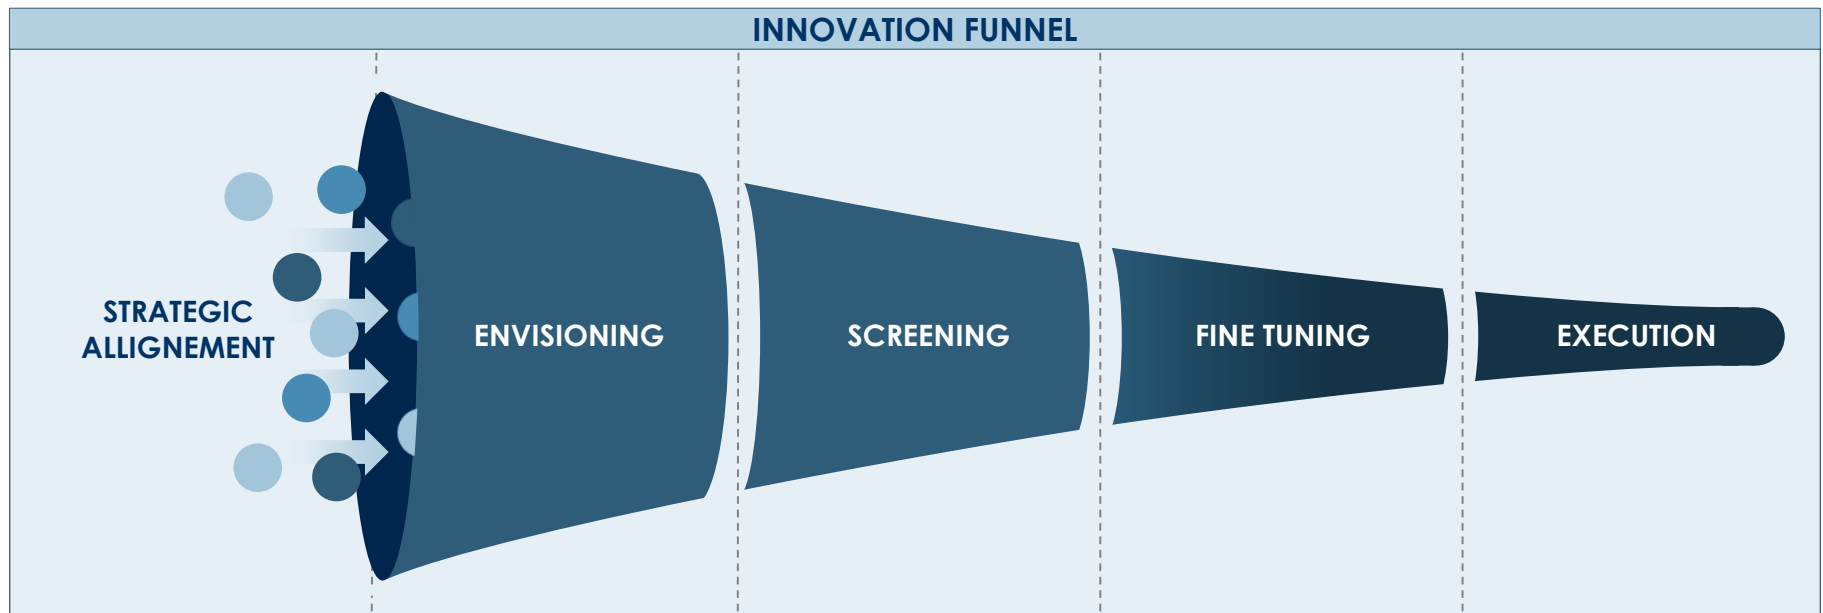 INNOVATION FUNNEL
STRATEGIC
ALLIGNEMENT
ENVISIONING
SCREENING
FINE TUNING
EXECUTION